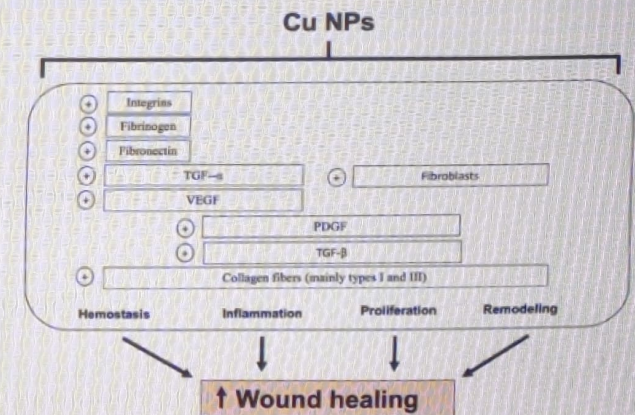 Cu NPs
+ Integrins
+ Fibrinogen
+ Fibronectin
+ TGF-α + Fibroblasts
+ VEGF
+ PDGF
+ TGF-β
+ Collagen fibers (mainly types I and III)
Hemostasis Inflammation Proliferation Remodeling
↑ Wound healing